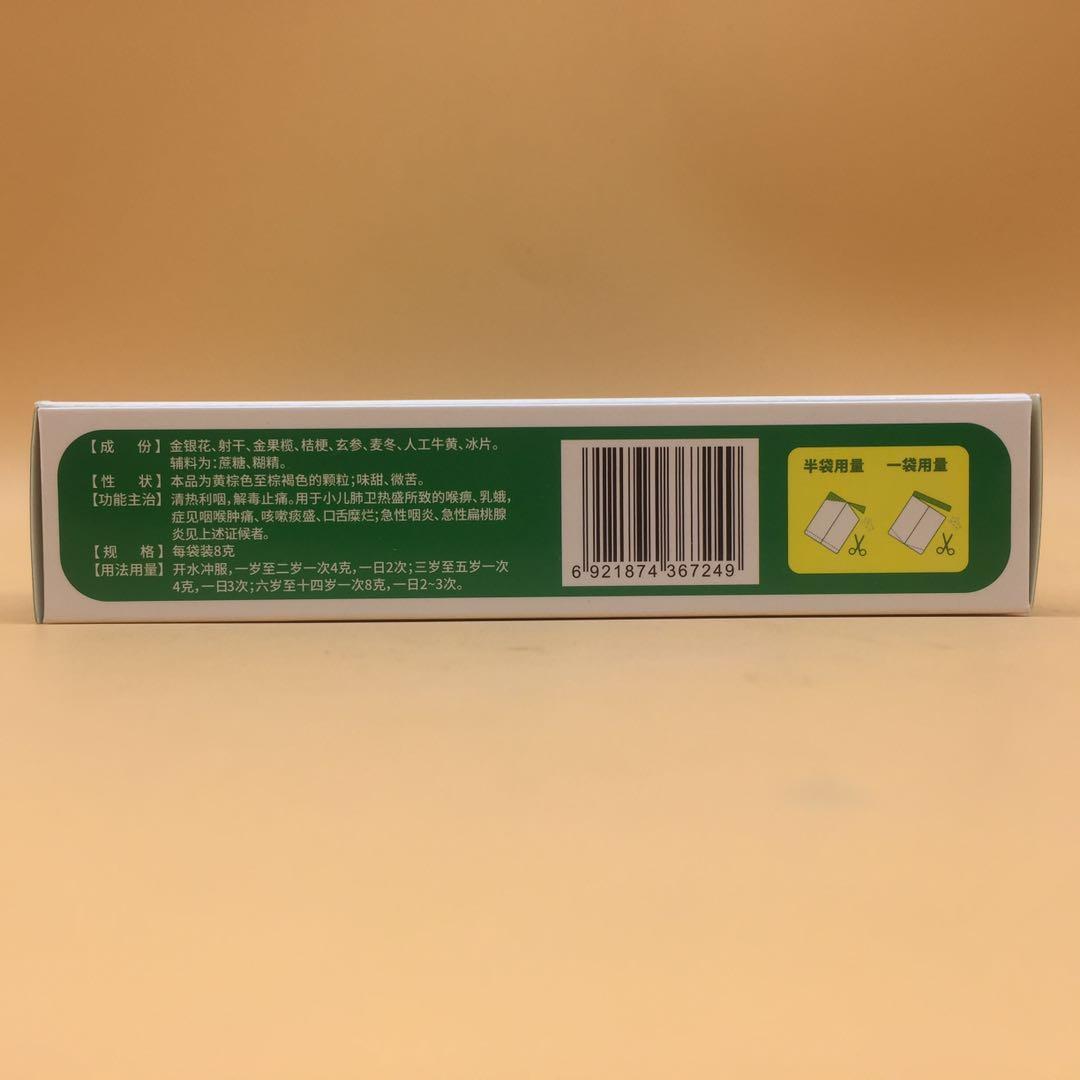 【成　份】金银花、射干、金果榄、桔梗、玄参、麦冬、人工牛黄、冰片。
辅料为:蔗糖、糊精。
【性　状】本品为黄棕色至棕褐色的颗粒;味甜、微苦。
【功能主治】清热利咽,解毒止痛。用于小儿肺卫热盛所致的喉痹、乳蛾,
症见咽喉肿痛、咳嗽痰盛、口舌糜烂;急性咽炎、急性扁桃腺
炎见上述证候者。
【规　格】每袋装8克
【用法用量】开水冲服,一岁至二岁一次4克,一日2次;三岁至五岁一次
4克,一日3次;六岁至十四岁一次8克,一日2~3次。
6 921874 367249
半袋用量 一袋用量